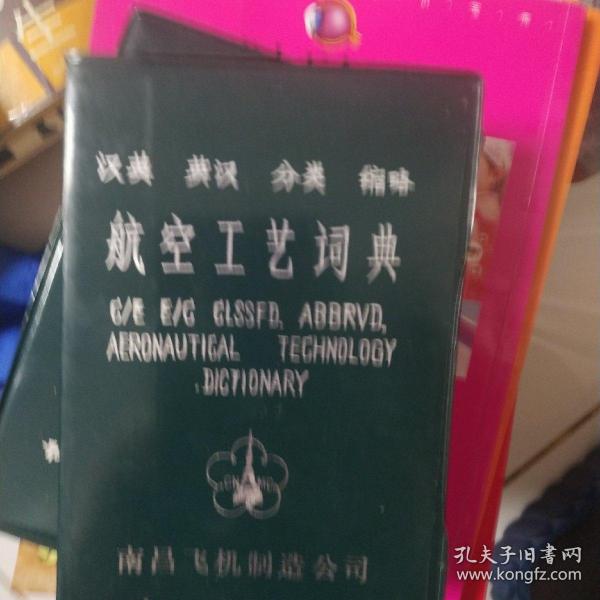 汉英 英汉 分类 缩略
航空工艺词典
C/E E/C CLSSFD, ABBRVD,
AERONAUTICAL TECHNOLOGY
DICTIONARY
南昌飞机制造公司
孔夫子旧书网
www.kongfz.com